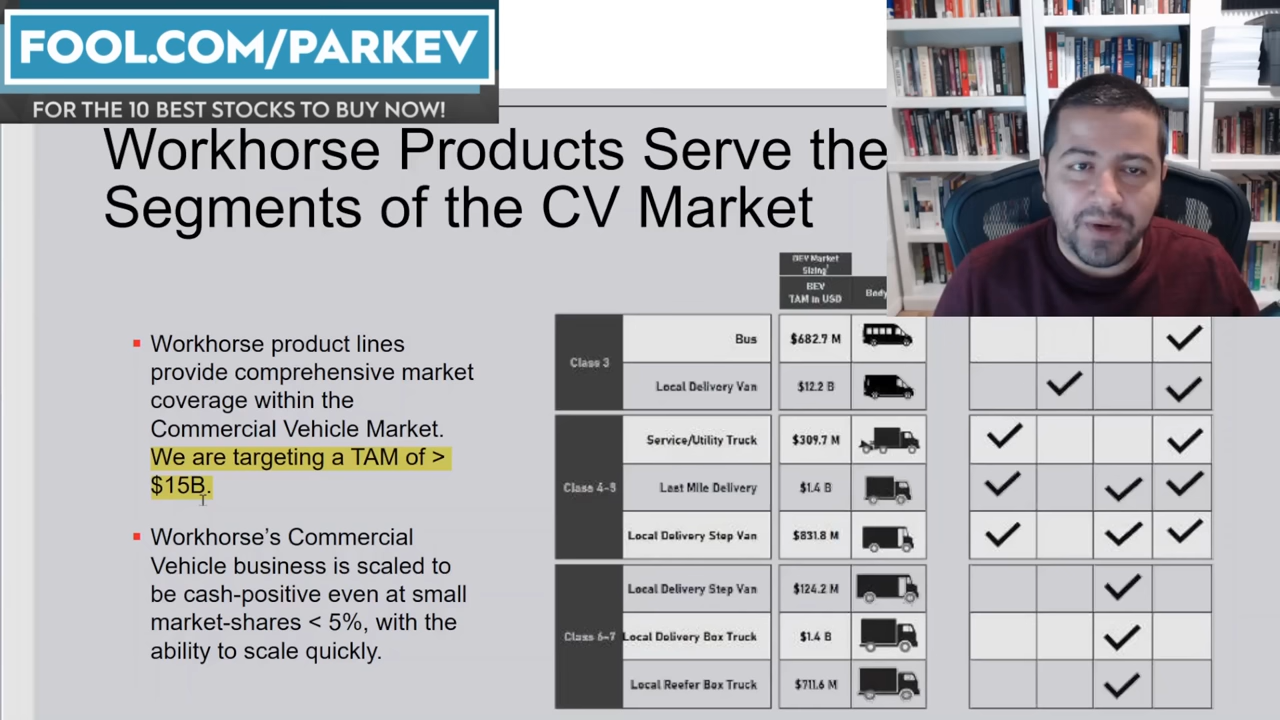 FOOL.COM/PARKEV
FOR THE 10 BEST STOCKS TO BUY NOW!
Workhorse Products Serve the
Segments of the CV Market
▪ Workhorse product lines
provide comprehensive market
coverage within the
Commercial Vehicle Market.
We are targeting a TAM of >
$15B.
▪ Workhorse’s Commercial
Vehicle business is scaled to
be cash-positive even at small
market-shares < 5%, with the
ability to scale quickly.
BEV Market
Sizing
BEV
TAM in USD
Body
Class 3
Bus $682.7 M
Local Delivery Van $12.2 B
Class 4-5
Service/Utility Truck $309.7 M
Last Mile Delivery $1.4 B
Local Delivery Step Van $831.8 M
Class 6-7
Local Delivery Step Van $124.2 M
Local Delivery Box Truck $1.4 B
Local Reefer Box Truck $711.6 M